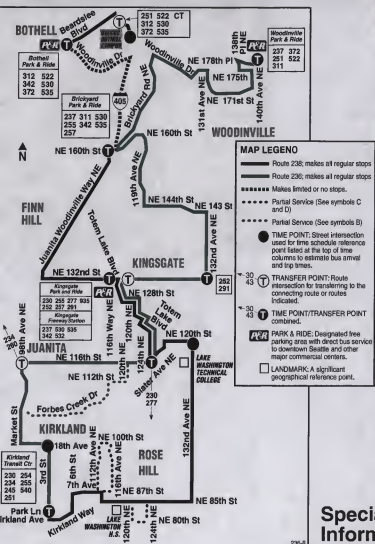 BOTHELL
Beardslee
Blvd
251 522 CT
312 530
372 535
P&R
Woodinville Dr
Bothell
Park & Ride
312 522
342 530
372 535
Brickyard
Park & Ride
237 311 530
255 342 535
257
405
Brickyard Rd NE
Woodinville Dr
NE 178th Pl
138th
Pl NE
P&R
Woodinville
Park & Ride
237 372
251 522
311
NE 175th
140th Ave NE
131st Ave NE
NE 171st St
WOODINVILLE
NE 160th St
NE 160th St
119th Ave NE
NE 144th St
NE 143 St
132nd Ave NE
252
291
N
FINN
HILL
Juanita Woodinville Way NE
Totem Lake Blvd
KINGSGATE
NE 132nd St
NE 128th St
P&R
Kingsgate
Park and Ride
230 255 277 935
252 257 291
Kingsgate
Freeway Station
237 530 535
342 532
116th Way NE
120th NE
Totem
Lake
Blvd
124th NE
120th NE
NE 120th St
LAKE
WASHINGTON
TECHNICAL
COLLEGE
98th Ave NE
234
260
JUANITA
NE 116th St
NE 112th St
Slater Ave NE
230
277
132nd Ave NE
Market St
Forbes Creek Dr
KIRKLAND
18th Ave
Kirkland
Transit Ctr
230 254
234 255
245 540
251
3rd St
6th St
7th Ave
112th Ave NE
NE 100th St
116th Ave NE
ROSE
HILL
NE 87th St
NE 85th St
Park Ln
Kirkland Ave
Kirkland Way
LAKE
WASHINGTON
H.S.
120th NE
124th NE
NE 80th St
MAP LEGEND
Route 238; makes all regular stops
Route 236; makes all regular stops
Makes limited or no stops.
Partial Service (See symbols C
and D)
Partial Service (See symbols B)
TIME POINT: Street intersection
used for time schedule reference
point listed at the top of time
columns to estimate bus arrival
and trip times.
30
43
T
TRANSFER POINT: Route
intersection for transferring to the
connecting route or routes
indicated.
30
43
T
TIME POINT/TRANSFER POINT
combined.
P&R
PARK & RIDE: Designated free
parking area with direct bus service
to downtown Seattle and other
major commercial centers.
LANDMARK: A significant
geographical reference point.
Specia
Inform